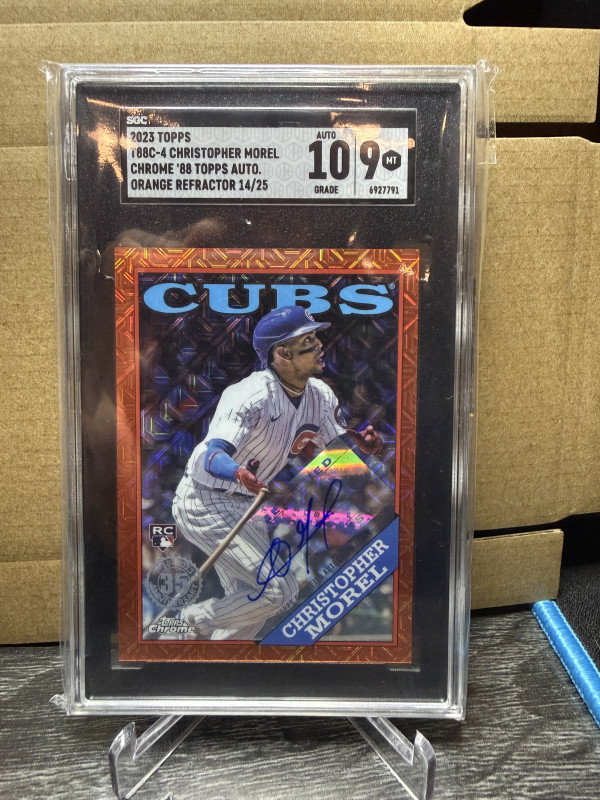 SGC
2023 TOPPS
T88C-4 CHRISTOPHER MOREL
CHROME '88 TOPPS AUTO.
ORANGE REFRACTOR 14/25
AUTO
10
GRADE
9
MT
6927791
CUBS®
RC
35
Topps
Chrome
CHRISTOPHER
MOREL